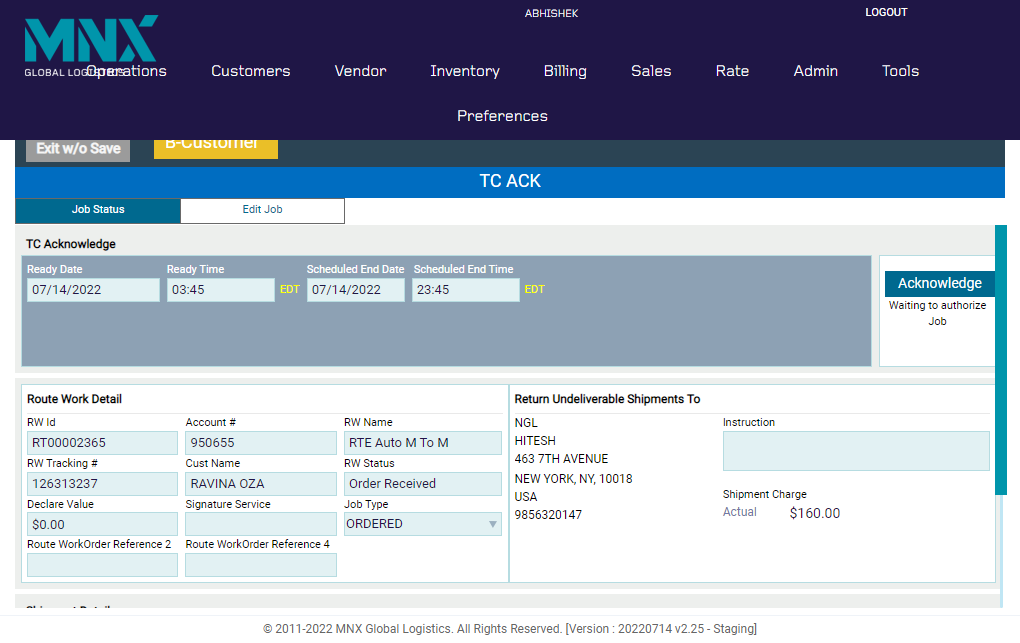 ABHISHEK
LOGOUT
MNX
GLOBAL LOGISTICS
Operations Customers Vendor Inventory Billing Sales Rate Admin Tools
Preferences
Exit w/o Save B-Customer
TC ACK
Job Status Edit Job
TC Acknowledge
Ready Date Ready Time Scheduled End Date Scheduled End Time
07/14/2022 03:45 EDT 07/14/2022 23:45 EDT
Acknowledge
Waiting to authorize
Job
Route Work Detail
RW Id Account # RW Name
RT00002365 950655 RTE Auto M To M
RW Tracking # Cust Name RW Status
126313237 RAVINA OZA Order Received
Declare Value Signature Service Job Type
$0.00 ORDERED
Route WorkOrder Reference 2 Route WorkOrder Reference 4
Return Undeliverable Shipments To
NGL
HITESH
463 7TH AVENUE
NEW YORK, NY, 10018
USA
9856320147
Instruction
Shipment Charge
Actual $160.00
Shipment Detail
© 2011-2022 MNX Global Logistics. All Rights Reserved. [Version : 20220714 v2.25 - Staging]